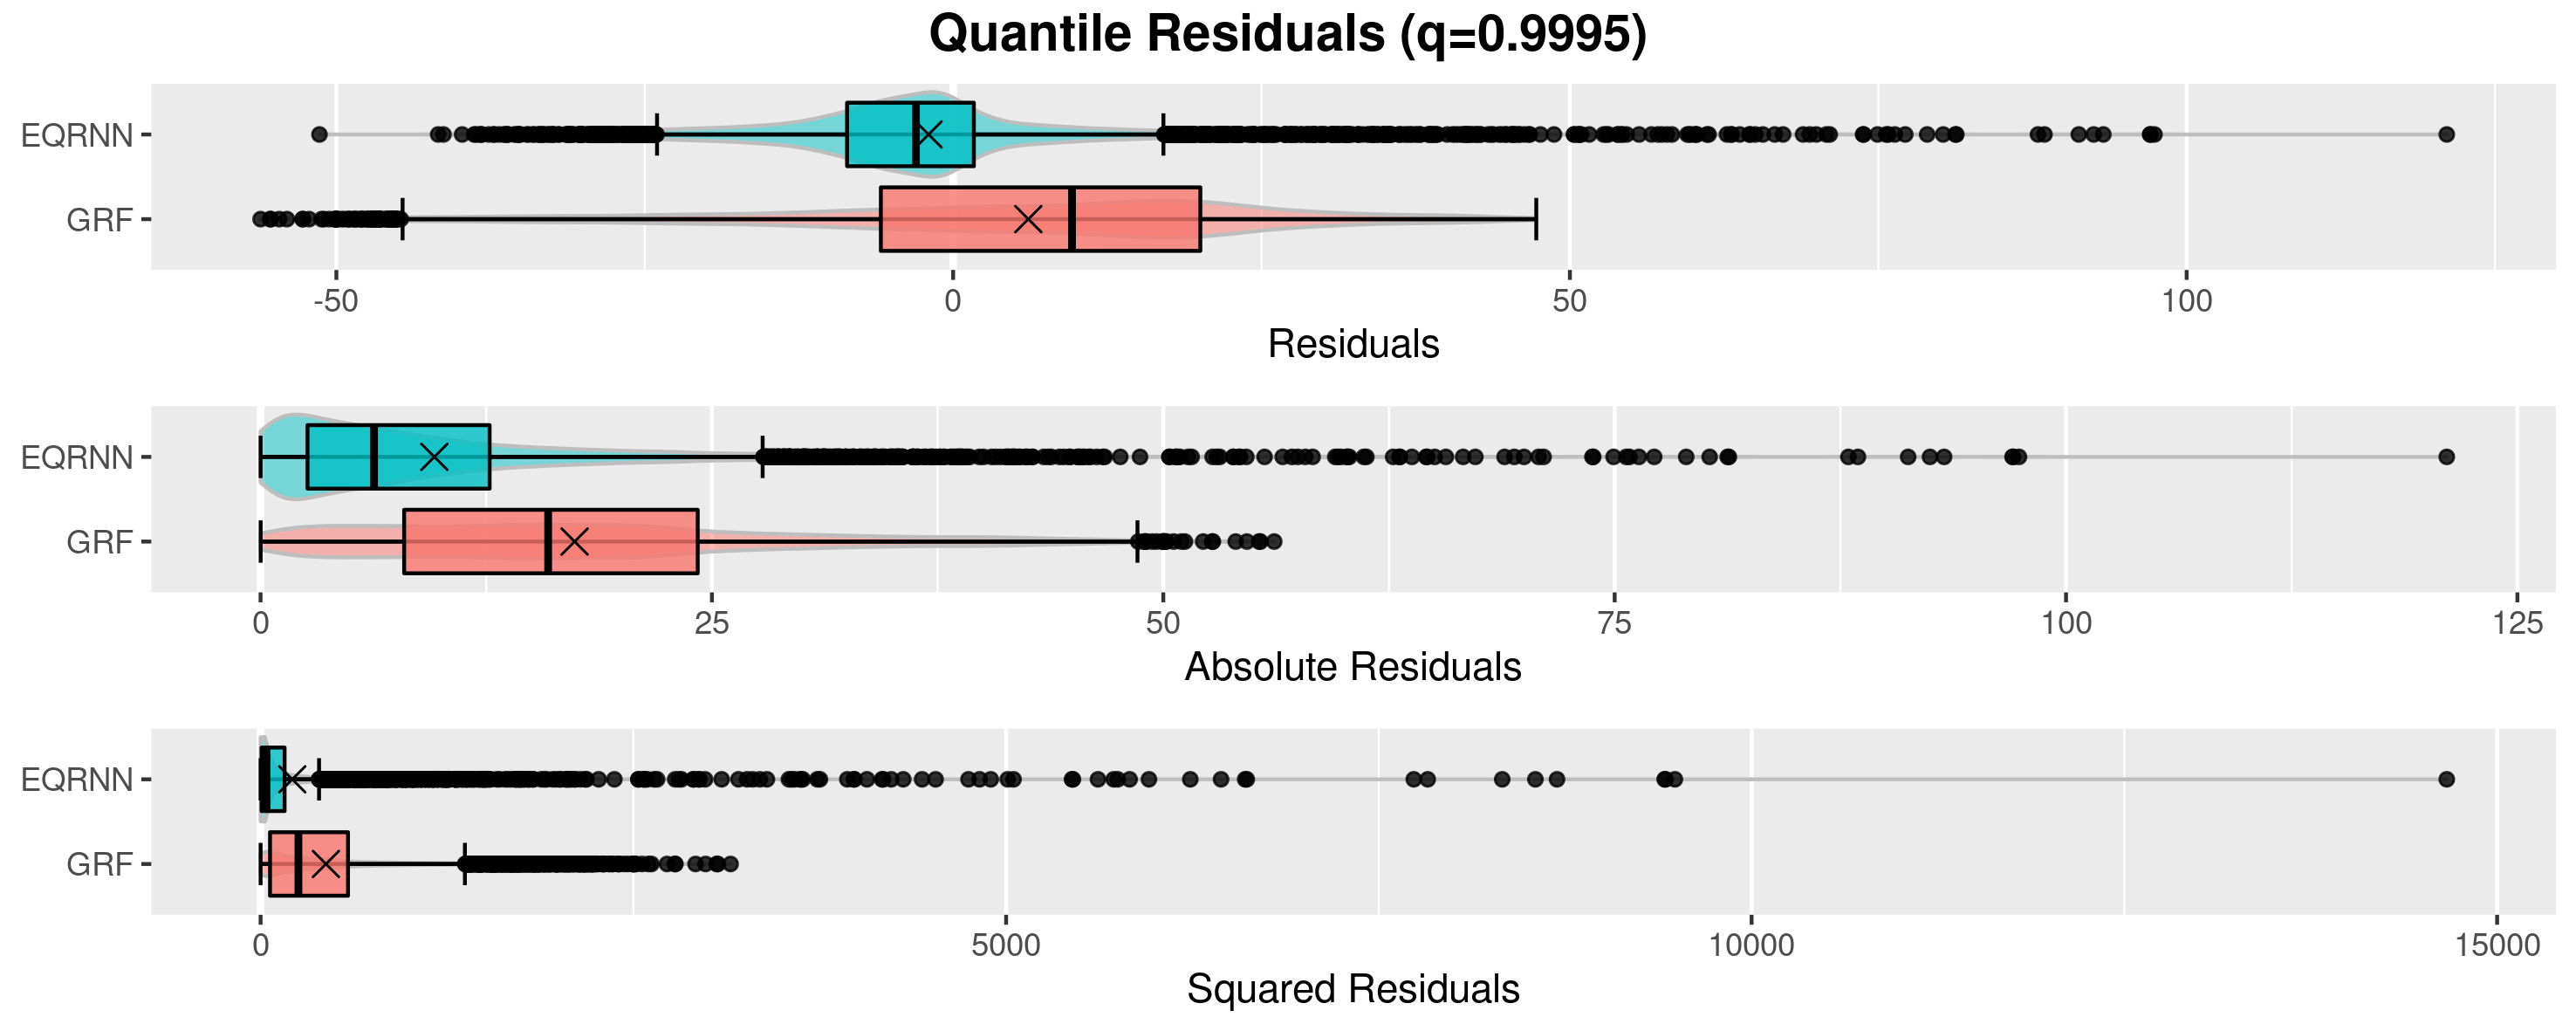 Quantile Residuals (q=0.9995)
EQRNN
GRF
-50 0 50 100
Residuals
EQRNN
GRF
0 25 50 75 100 125
Absolute Residuals
EQRNN
GRF
0 5000 10000 15000
Squared Residuals